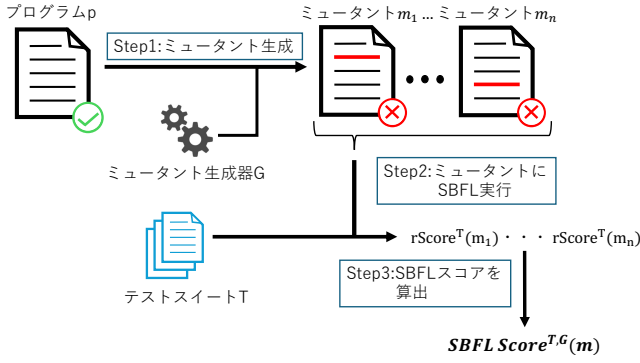 プログラムp
Step1:ミュータント生成
ミュータントm₁ … ミュータントmₙ
ミュータント生成器G
Step2:ミュータントに
SBFL実行
テストスイートT
rScoreᵀ(m₁) ・ ・ ・ rScoreᵀ(mₙ)
Step3:SBFLスコアを
算出
SBFL Scoreᵀ,ᴳ(m)